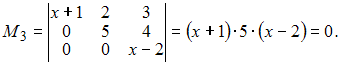 M₃ = |x+1 2 3; 0 5 4; 0 0 x−2| = (x+1)·5·(x−2) = 0.